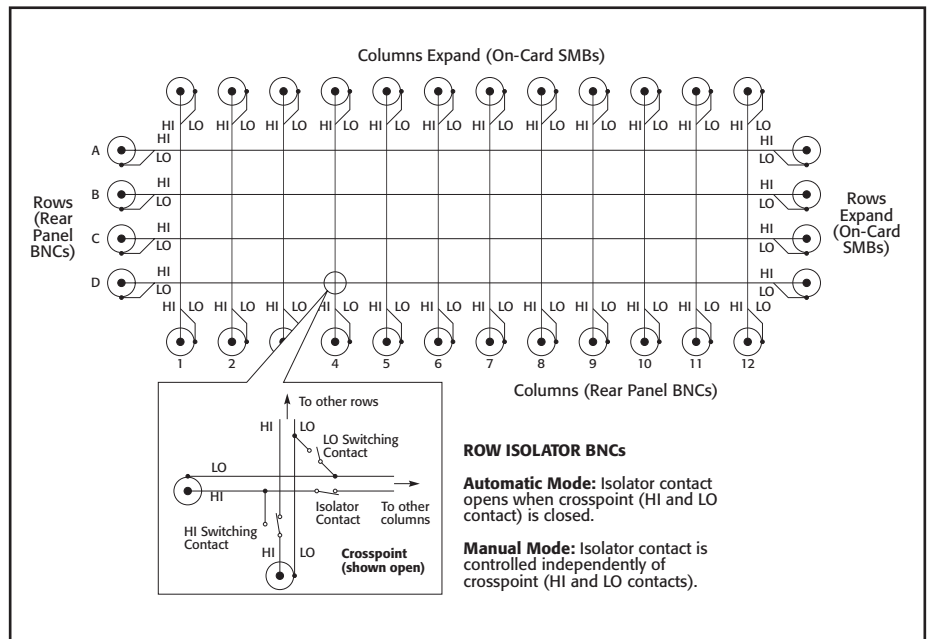 Columns Expand (On-Card SMBs)
HI LO HI LO HI LO HI LO HI LO HI LO HI LO HI LO HI LO HI LO HI LO HI LO
A HI LO HI LO
B HI LO HI LO
C HI LO HI LO
D HI LO HI LO
Rows
(Rear
Panel
BNCs)
Rows
Expand
(On-Card
SMBs)
HI LO HI LO HI LO HI LO HI LO HI LO HI LO HI LO HI LO HI LO HI LO HI LO
1 2 4 5 6 7 8 9 10 11 12
Columns (Rear Panel BNCs)
To other rows
HI LO
LO Switching
Contact
LO
HI
Isolator
Contact
To other
columns
HI Switching
Contact
HI LO
Crosspoint
(shown open)
ROW ISOLATOR BNCs
Automatic Mode: Isolator contact
opens when crosspoint (HI and LO
contact) is closed.
Manual Mode: Isolator contact is
controlled independently of
crosspoint (HI and LO contacts).